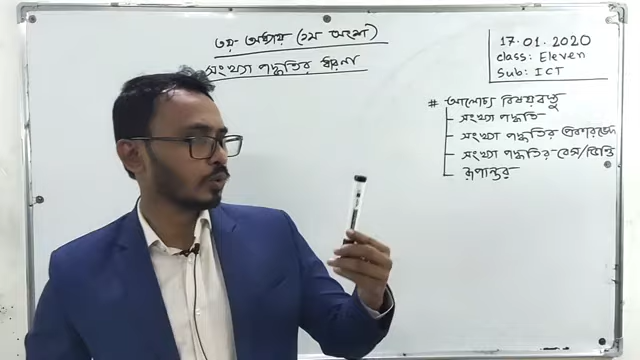 ৩য় অধ্যায় (১ম অংশ)
সংখ্যা পদ্ধতির ধারণা
17.01.2020
class: Eleven
Sub: ICT
# আলোচ্য বিষয়বস্তু
সংখ্যা পদ্ধতি
সংখ্যা পদ্ধতির প্রকারভেদ
সংখ্যা পদ্ধতির বেস/ভিত্তি
রূপান্তর